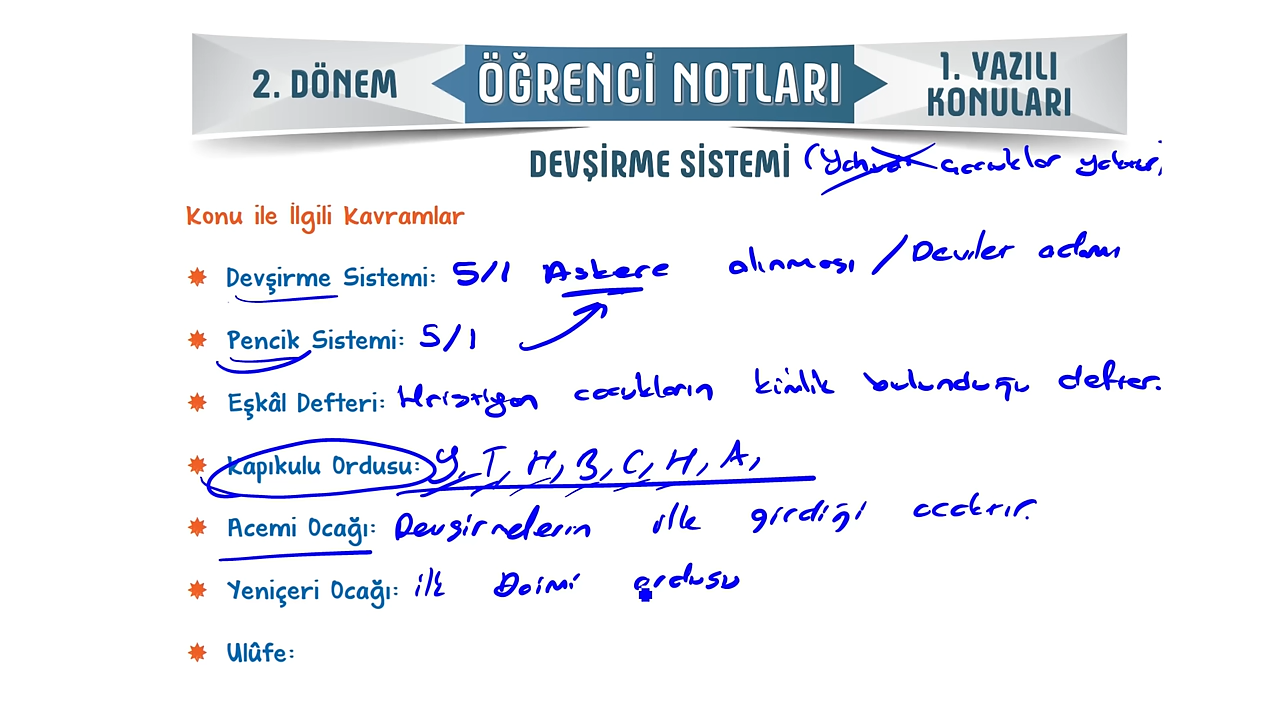 2. DÖNEM
ÖĞRENCİ NOTLARI
1. YAZILI
KONULARI
DEVŞİRME SİSTEMİ (Yahudi çocuklar yoktur)
Konu ile İlgili Kavramlar
Devşirme Sistemi: 5/1 Askere alınması / Devler adamı
Pencik Sistemi: 5/1
Eşkâl Defteri: Hristiyan çocukların kimlik bulunduğu defter.
Kapıkulu Ordusu: Y, T, H, B, C, H, A,
Acemi Ocağı: Devşirmelerin ilk girdiği ocaktır.
Yeniçeri Ocağı: ilk Daimi ordusu
Ulûfe: